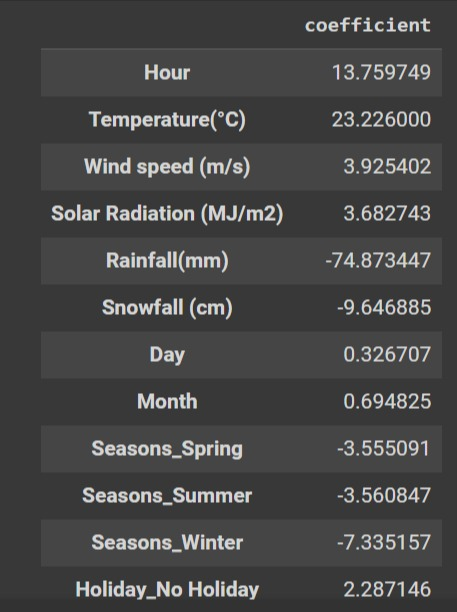 coefficient
Hour 13.759749
Temperature(°C) 23.226000
Wind speed (m/s) 3.925402
Solar Radiation (MJ/m2) 3.682743
Rainfall(mm) -74.873447
Snowfall (cm) -9.646885
Day 0.326707
Month 0.694825
Seasons_Spring -3.555091
Seasons_Summer -3.560847
Seasons_Winter -7.335157
Holiday_No Holiday 2.287146